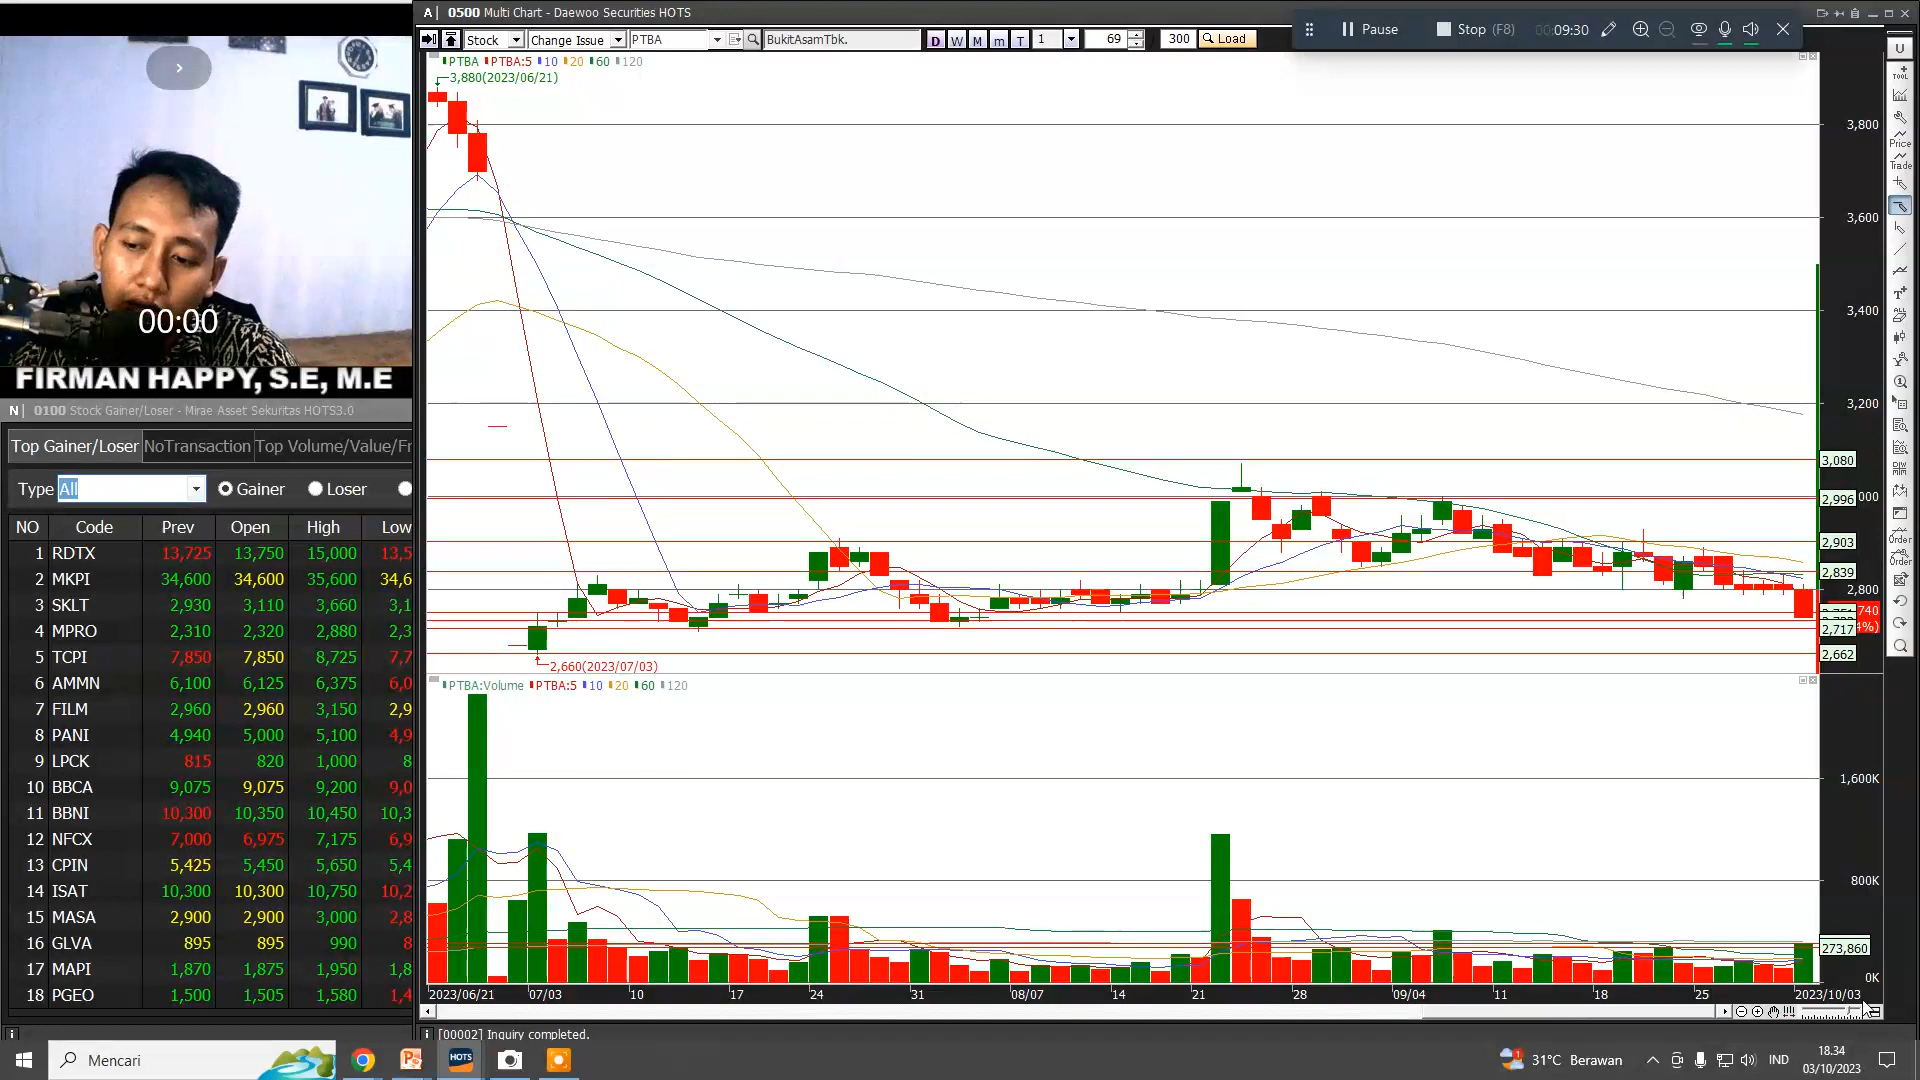 A 0500 Multi Chart - Daewoo Securities HOTS
Pause Stop (F8) 00:09:30
Stock Change Issue PTBA BukitAsamTbk. D W M m T 1 69 300 Load
PTBA PTBA:5 10 20 60 120
3,880(2023/06/21)
3,800
3,600
3,400
3,200
3,080
2,996
2,903
2,839
2,800
2,717
2,662
2,660(2023/07/03)
PTBA:Volume PTBA:5 10 20 60 120
1,600K
800K
273,860
0K
2023/06/21 07/03 10 17 24 31 08/07 14 21 28 09/04 11 18 25 2023/10/03
[00002] Inquiry completed.
U
TOOL
Price
Trade
ALL
Order
Order
00:00
FIRMAN HAPPY, S.E, M.E
N 0100 Stock Gainer/Loser - Mirae Asset Sekuritas HOTS3.0
Top Gainer/Loser NoTransaction Top Volume/Value/Fr
Type All Gainer Loser
NO Code Prev Open High Low
1 RDTX 13,725 13,750 15,000 13,5
2 MKPI 34,600 34,600 35,600 34,6
3 SKLT 2,930 3,110 3,660 3,1
4 MPRO 2,310 2,320 2,880 2,3
5 TCPI 7,850 7,850 8,725 7,7
6 AMMN 6,100 6,125 6,375 6,0
7 FILM 2,960 2,960 3,150 2,9
8 PANI 4,940 5,000 5,100 4,9
9 LPCK 815 820 1,000 8
10 BBCA 9,075 9,075 9,200 9,0
11 BBNI 10,300 10,350 10,450 10,3
12 NFCX 7,000 6,975 7,175 6,9
13 CPIN 5,425 5,450 5,650 5,4
14 ISAT 10,300 10,300 10,750 10,2
15 MASA 2,900 2,900 3,000 2,8
16 GLVA 895 895 990 8
17 MAPI 1,870 1,875 1,950 1,8
18 PGEO 1,500 1,505 1,580 1,4
Mencari
HOTS
31°C Berawan
IND
18.34
03/10/2023